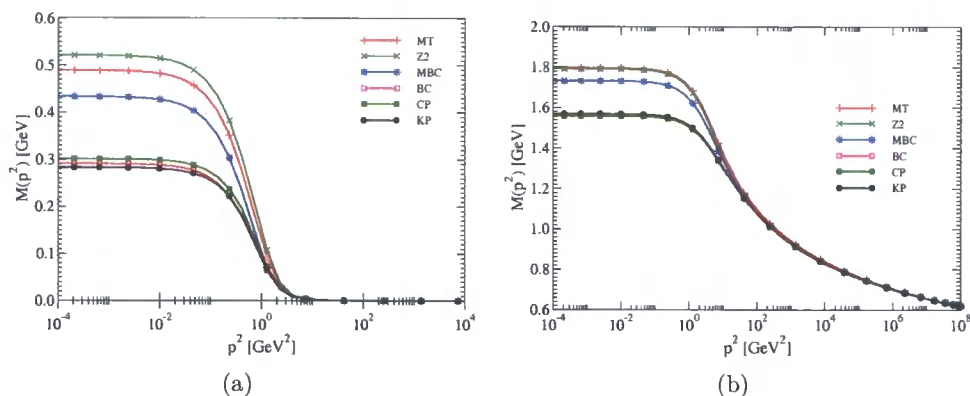 0.6
0.5
0.4
0.3
0.2
0.1
0.0
M(p²) [GeV]
10⁻⁴ 10⁻² 10⁰ 10² 10⁴
p² [GeV²]
MT
Z2
MBC
BC
CP
KP
(a)
2.0
1.8
1.6
1.4
1.2
1.0
0.8
0.6
M(p²) [GeV]
10⁻⁴ 10⁻² 10⁰ 10² 10⁴ 10⁶ 10⁸
p² [GeV²]
MT
Z2
MBC
BC
CP
KP
(b)